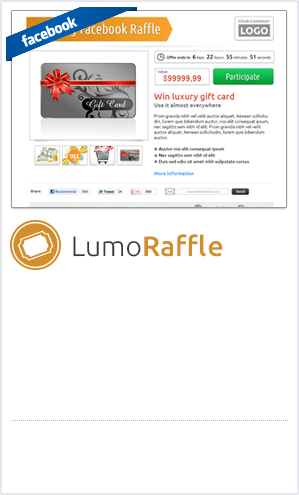 facebook
Facebook Raffle
YOUR COMPANY
LOGO
Offer ends in: 6 days, 22 hours, 55 minutes, 51 seconds
Value:
$99999,99
Participate
Win luxury gift card
Use it almost everywhere
Proin gravida nibh vel velit auctor aliquet. Aenean sollicitudin, lorem quis bibendum auctor, nisi elit consequat ipsum, nec sagittis sem nibh id elit.
Proin gravida nibh vel velit auctor aliquet. Aenean sollicitudin, lorem quis bibendum auctor.
Auctor nisi elit consequat ipsum
Nec sagittis sem nibh id elit
Duis sed odio sit amet nibh vulputate cursus
More information
Gift Card
SALE
Share:
Recommend
Tweet
Send
LumoRaffle